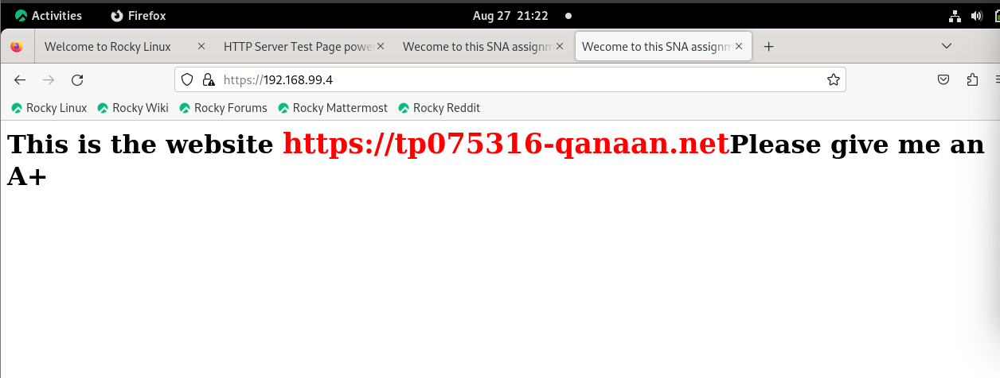 Activities Firefox Aug 27 21:22
Welcome to Rocky Linux HTTP Server Test Page powe Wecome to this SNA assignm Wecome to this SNA assignm
https://192.168.99.4
Rocky Linux Rocky Wiki Rocky Forums Rocky Mattermost Rocky Reddit
This is the website https://tp075316-qanaan.netPlease give me an
A+